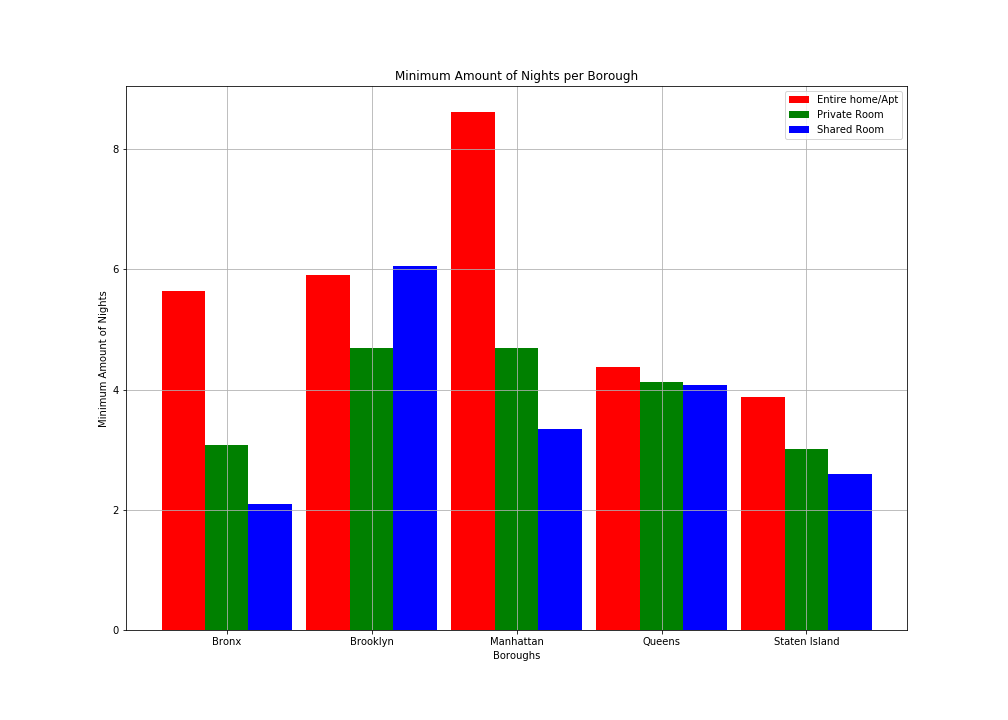 Minimum Amount of Nights per Borough
Entire home/Apt
Private Room
Shared Room
Minimum Amount of Nights
8
6
4
2
0
Bronx Brooklyn Manhattan Queens Staten Island
Boroughs